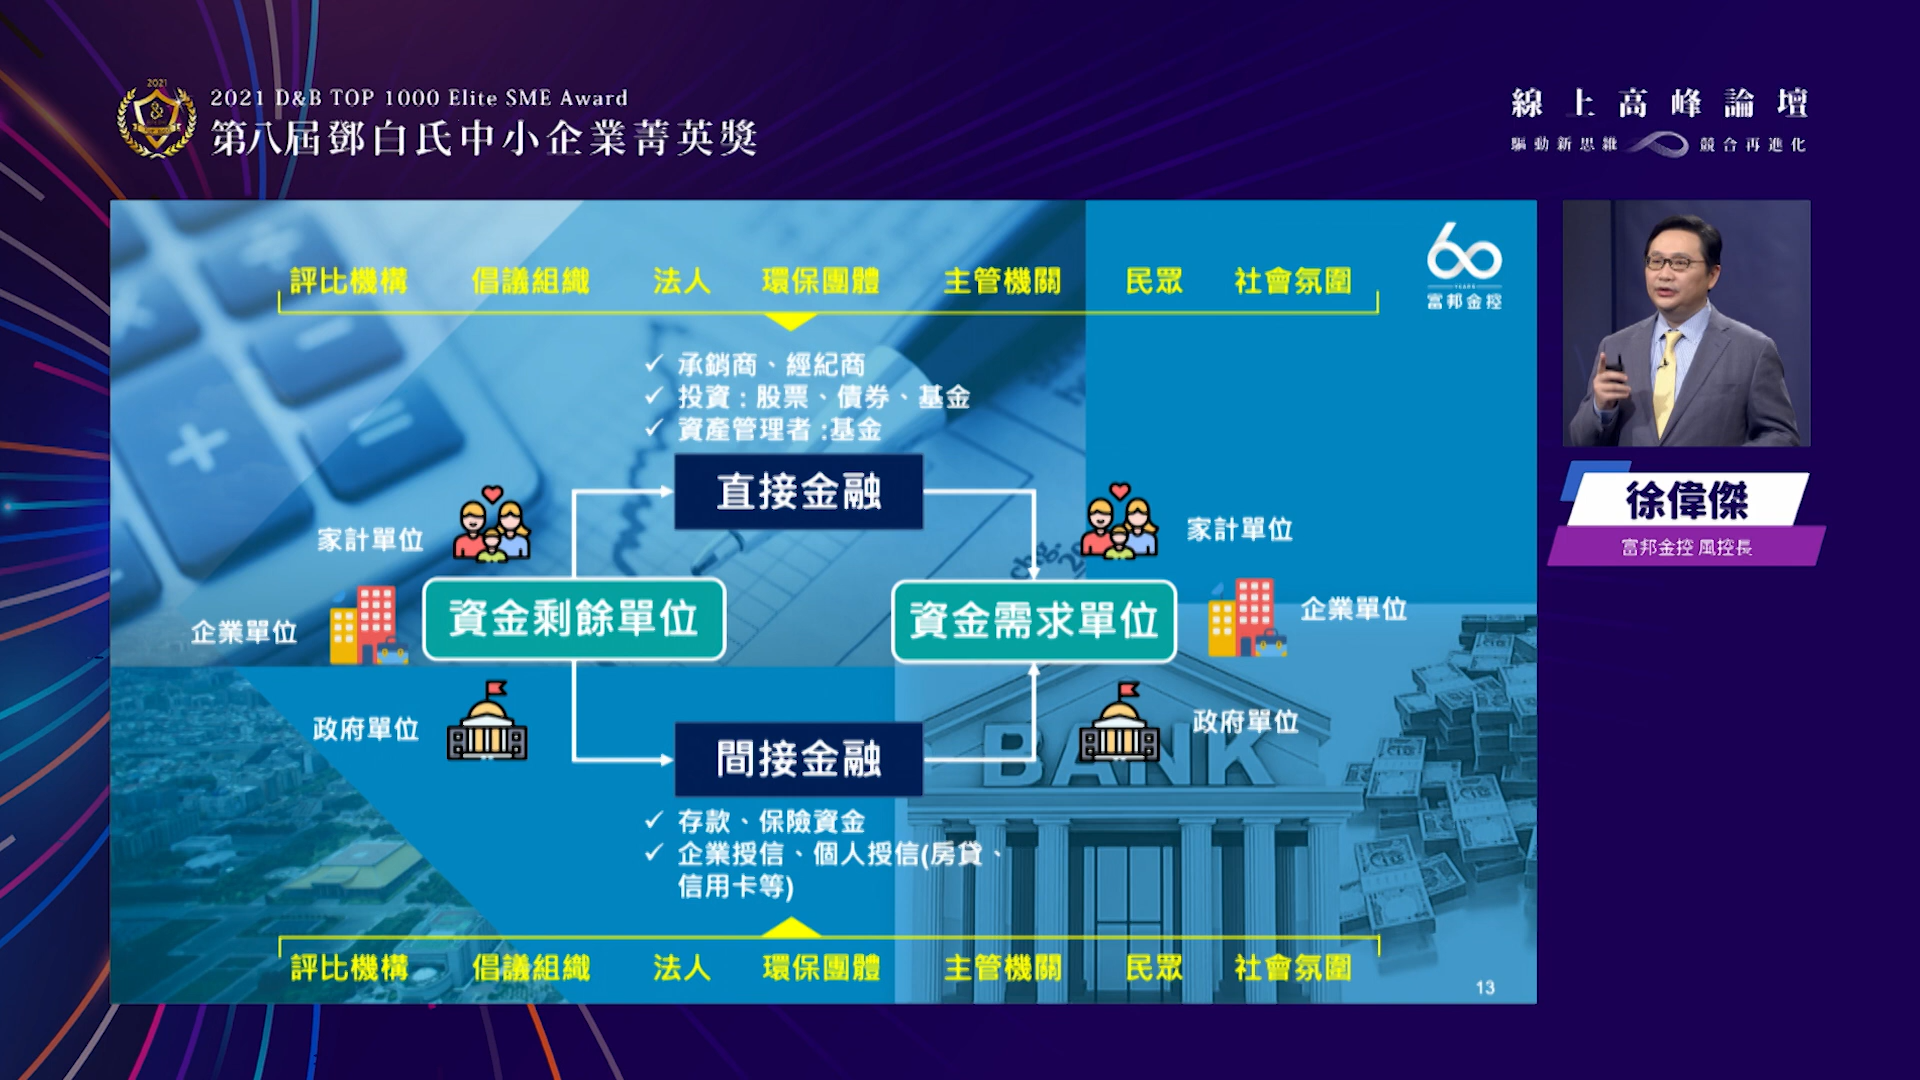 2021
2021 D&B TOP 1000 Elite SME Award
第八屆鄧白氏中小企業菁英獎
線上高峰論壇
驅動新思維 競合再進化
評比機構 倡議組織 法人 環保團體 主管機關 民眾 社會氛圍
60
YEARS
富邦金控
✓ 承銷商、經紀商
✓ 投資:股票、債券、基金
✓ 資產管理者:基金
直接金融
家計單位
家計單位
企業單位
資金剩餘單位
資金需求單位
企業單位
政府單位
政府單位
間接金融
BANK
✓ 存款、保險資金
✓ 企業授信、個人授信(房貸、
信用卡等)
評比機構 倡議組織 法人 環保團體 主管機關 民眾 社會氛圍
13
徐偉傑
富邦金控 風控長